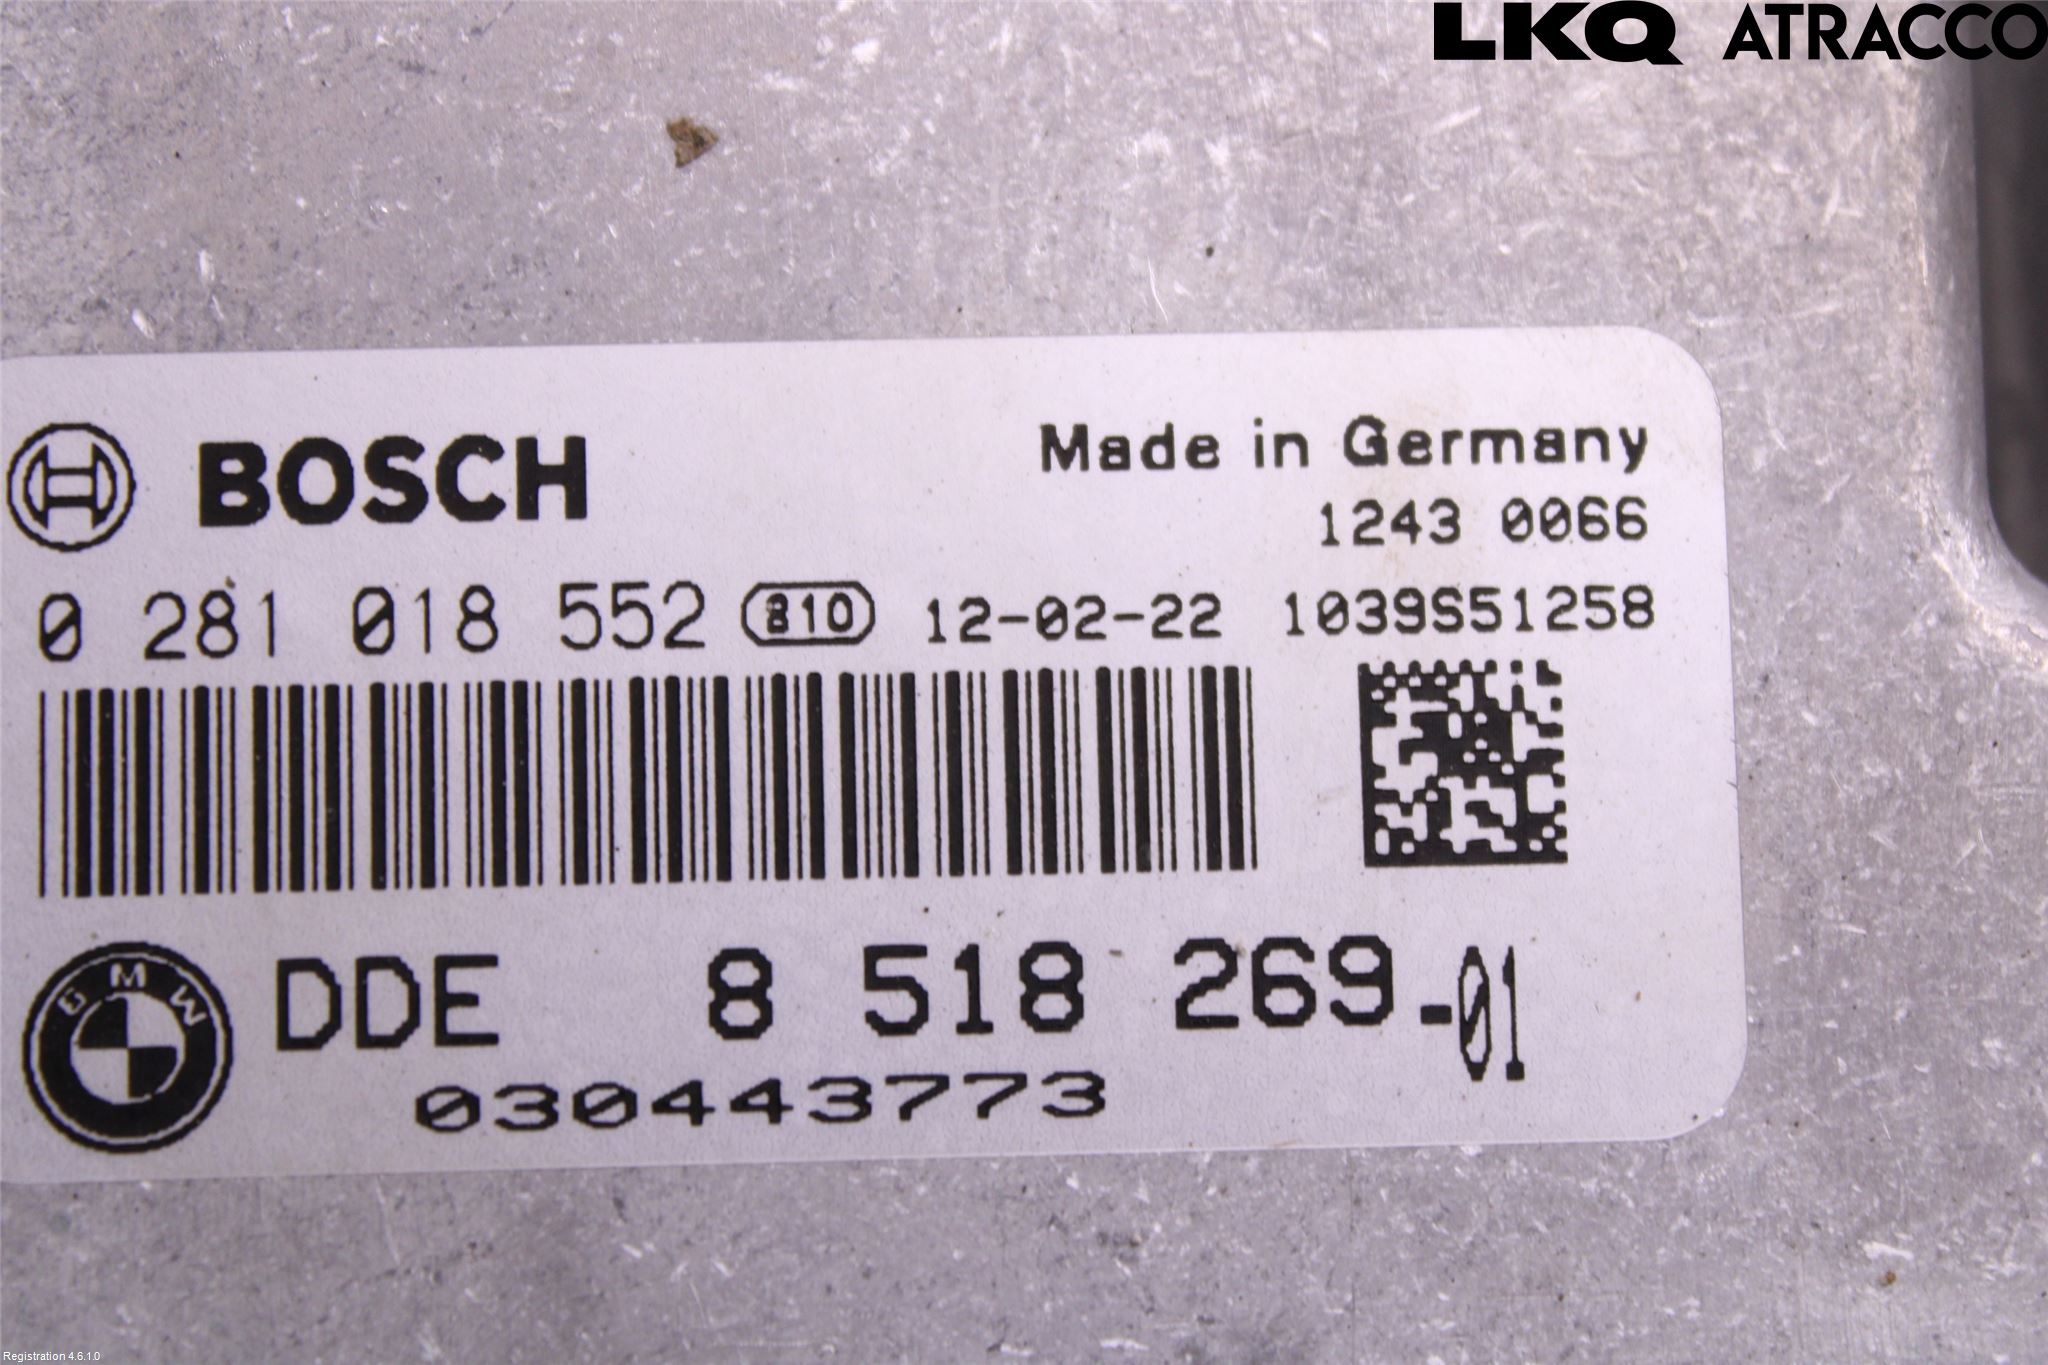 LKQ ATRACCO
BOSCH
Made in Germany
1243 0066
0 281 018 552 810 12-02-22 1039S51258
BMW
DDE 8 518 269-01
030443773
Registration 4.6.1.0